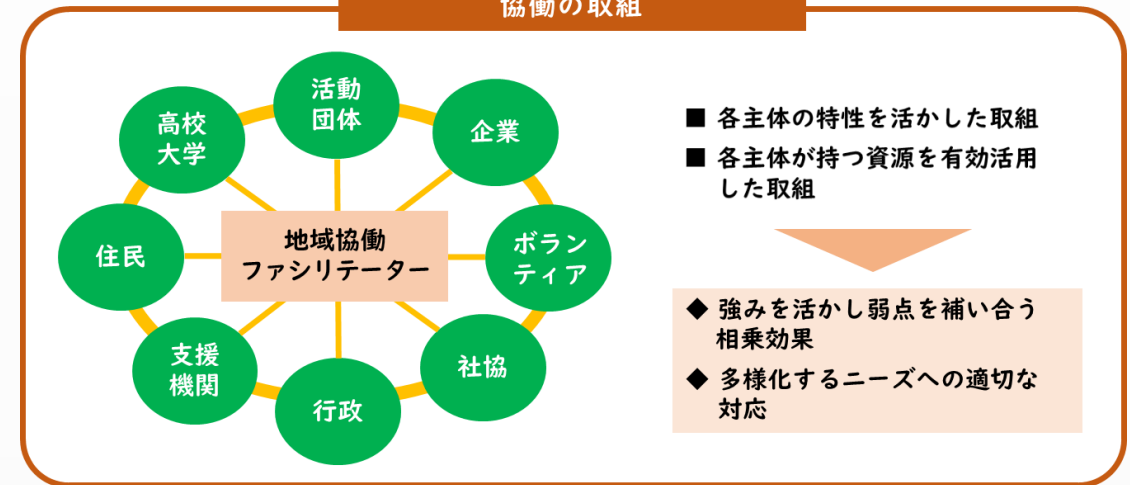 協働の取組
活動
団体
高校
大学
企業
住民
地域協働
ファシリテーター
ボラン
ティア
支援
機関
社協
行政
■ 各主体の特性を活かした取組
■ 各主体が持つ資源を有効活用
した取組
◆ 強みを活かし弱点を補い合う
相乗効果
◆ 多様化するニーズへの適切な
対応